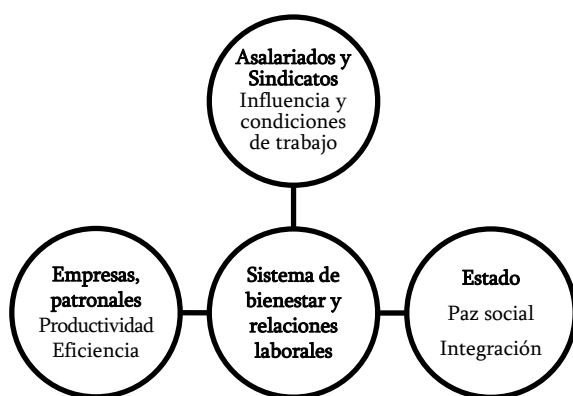 Asalariados y
Sindicatos
Influencia y
condiciones
de trabajo
Empresas,
patronales
Productividad
Eficiencia
Sistema de
bienestar y
relaciones
laborales
Estado
Paz social
Integración